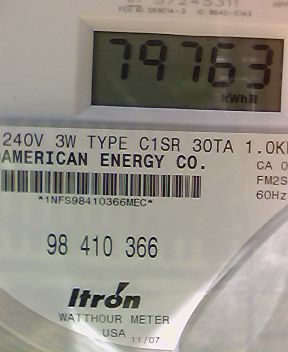 79763
kWh
240V 3W TYPE C1SR 30TA 1.0K
AMERICAN ENERGY CO.
CA 0
*1NFS98410366MEC*
FM2S
60Hz
98 410 366
Itrón
WATTHOUR METER
USA
11/07